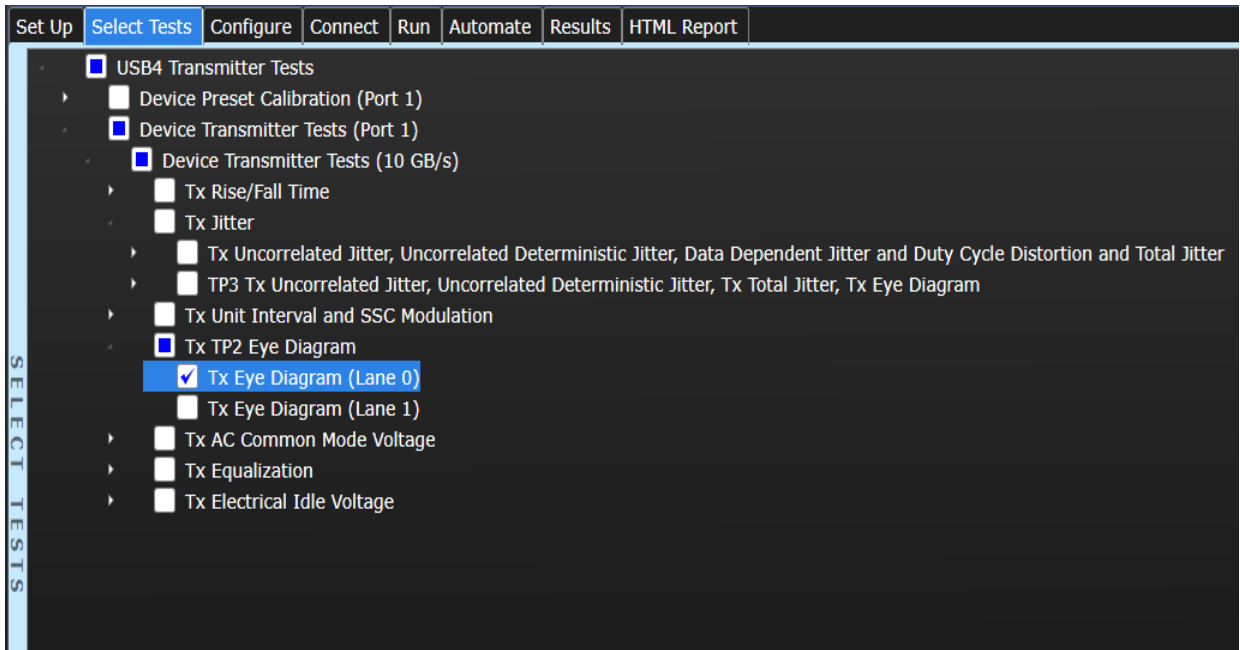 Set Up Select Tests Configure Connect Run Automate Results HTML Report
USB4 Transmitter Tests
Device Preset Calibration (Port 1)
Device Transmitter Tests (Port 1)
Device Transmitter Tests (10 GB/s)
Tx Rise/Fall Time
Tx Jitter
Tx Uncorrelated Jitter, Uncorrelated Deterministic Jitter, Data Dependent Jitter and Duty Cycle Distortion and Total Jitter
TP3 Tx Uncorrelated Jitter, Uncorrelated Deterministic Jitter, Tx Total Jitter, Tx Eye Diagram
Tx Unit Interval and SSC Modulation
Tx TP2 Eye Diagram
Tx Eye Diagram (Lane 0)
Tx Eye Diagram (Lane 1)
Tx AC Common Mode Voltage
Tx Equalization
Tx Electrical Idle Voltage
SELECT TESTS